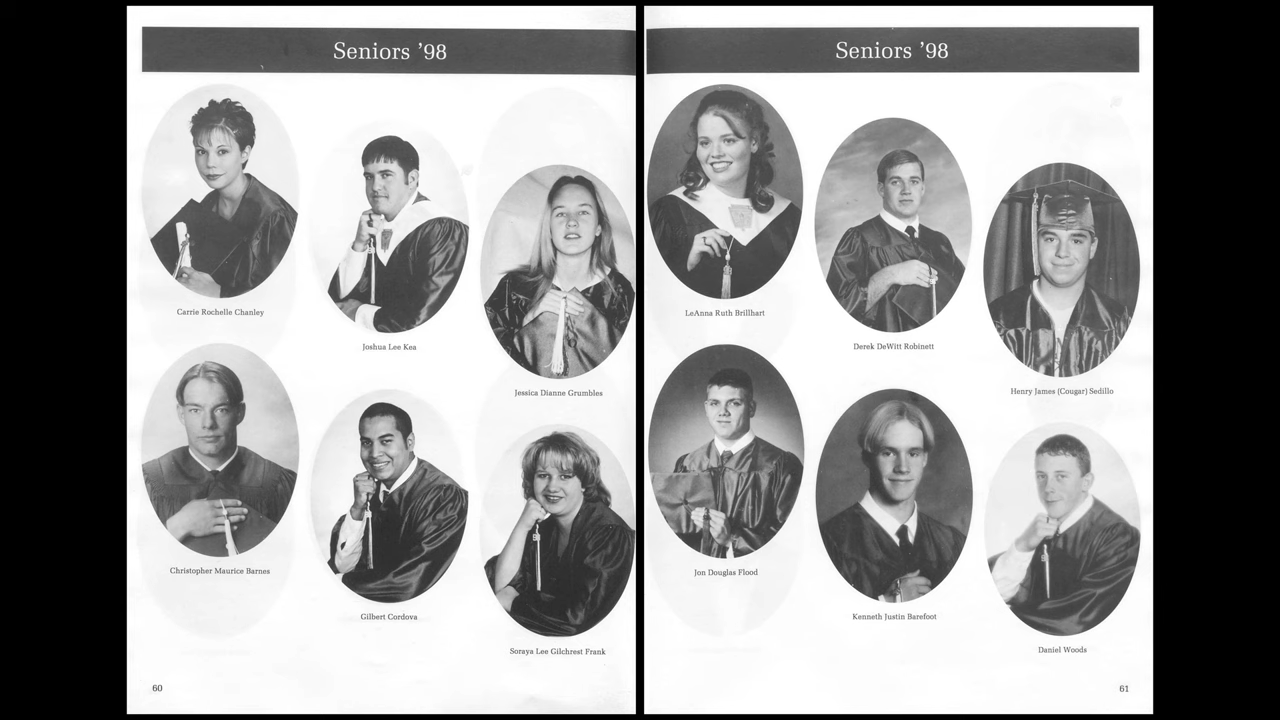 Seniors '98
Carrie Rochelle Chanley
Joshua Lee Kea
Jessica Dianne Grumbles
Christopher Maurice Barnes
Gilbert Cordova
Soraya Lee Gilchrest Frank
60
Seniors '98
LeAnna Ruth Brillhart
Derek DeWitt Robinett
Henry James (Cougar) Sedillo
Jon Douglas Flood
Kenneth Justin Barefoot
Daniel Woods
61